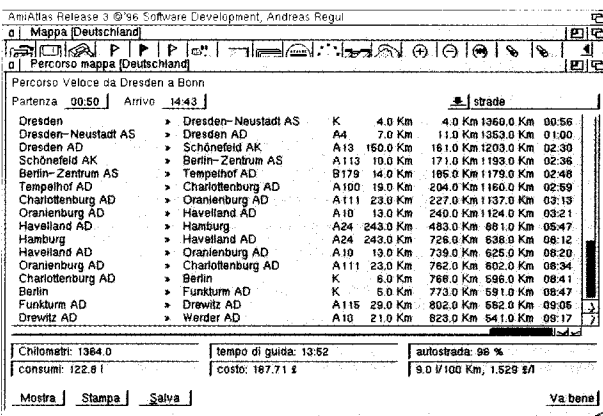 AmiAtlas Release 3 ©'96 Software Development, Andreas Regul
Mappa [Deutschland]
Percorso mappa [Deutschland]
Percorso Veloce da Dresden a Bonn
Partenza 00:50 Arrivo 14:43 strade
Dresden » Dresden-Neustadt AS K 4.0 Km 4.0 Km 1360.0 Km 00:56
Dresden-Neustadt AS » Dresden AD A4 7.0 Km 11.0 Km 1353.0 Km 01:00
Dresden AD » Schönefeld AK A13 150.0 Km 161.0 Km 1203.0 Km 02:30
Schönefeld AK » Berlin-Zentrum AS A113 10.0 Km 171.0 Km 1193.0 Km 02:36
Berlin-Zentrum AS » Tempelhof AD B179 14.0 Km 185.0 Km 1179.0 Km 02:48
Tempelhof AD » Charlottenburg AD A100 19.0 Km 204.0 Km 1160.0 Km 02:59
Charlottenburg AD » Oranienburg AD A111 23.0 Km 227.0 Km 1137.0 Km 03:13
Oranienburg AD » Havelland AD A10 13.0 Km 240.0 Km 1124.0 Km 03:21
Havelland AD » Hamburg A24 243.0 Km 483.0 Km 881.0 Km 05:47
Hamburg » Havelland AD A24 243.0 Km 726.0 Km 638.0 Km 08:12
Havelland AD » Oranienburg AD A10 13.0 Km 739.0 Km 625.0 Km 08:20
Oranienburg AD » Charlottenburg AD A111 23.0 Km 762.0 Km 602.0 Km 08:34
Charlottenburg AD » Berlin K 6.0 Km 768.0 Km 596.0 Km 08:41
Berlin » Funkturm AD K 5.0 Km 773.0 Km 591.0 Km 08:47
Funkturm AD » Drewitz AD A115 29.0 Km 802.0 Km 562.0 Km 09:05
Drewitz AD » Werder AD A10 21.0 Km 823.0 Km 541.0 Km 09:17
Chilometri: 1364.0 tempo di guida: 13:52 autostrada: 96 %
consumi: 122.8 l costo: 187.71 £ 9.0 l/100 Km, 1.529 £/l
Mostra Stampa Salva Va bene